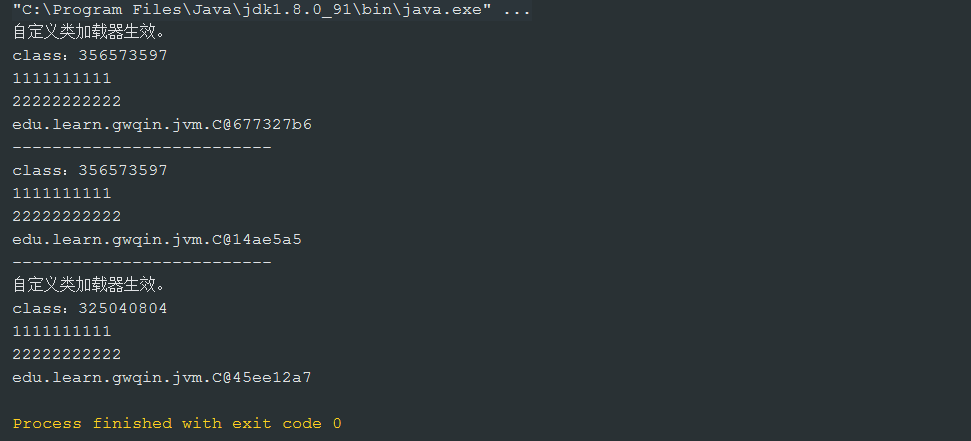 "C:\Program Files\Java\jdk1.8.0_91\bin\java.exe" ...
自定义类加载器生效。
class：356573597
1111111111
22222222222
edu.learn.gwqin.jvm.C@677327b6
--------------------------
class：356573597
1111111111
22222222222
edu.learn.gwqin.jvm.C@14ae5a5
--------------------------
自定义类加载器生效。
class：325040804
1111111111
22222222222
edu.learn.gwqin.jvm.C@45ee12a7
Process finished with exit code 0